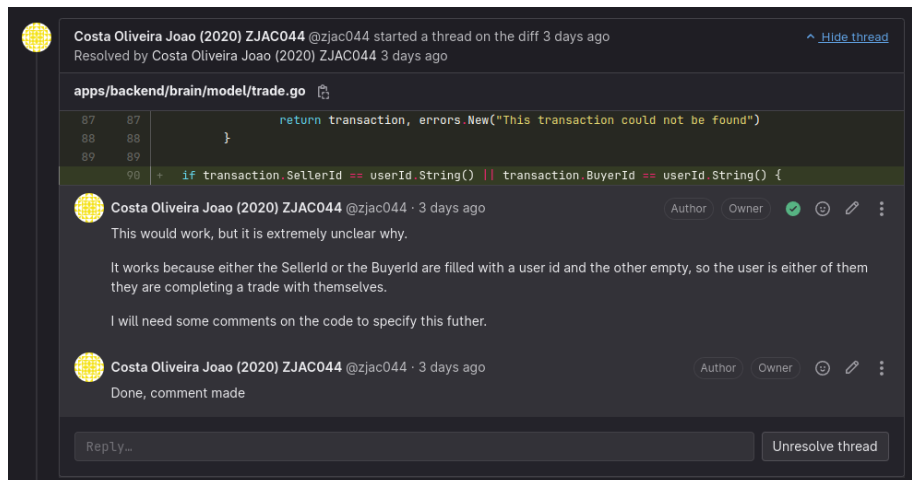 Costa Oliveira Joao (2020) ZJAC044 @zjac044 started a thread on the diff 3 days ago
Hide thread
Resolved by Costa Oliveira Joao (2020) ZJAC044 3 days ago
apps/backend/brain/model/trade.go
87 87 return transaction, errors.New("This transaction could not be found")
88 88 }
89 89
90 + if transaction.SellerId == userId.String() || transaction.BuyerId == userId.String() {
Costa Oliveira Joao (2020) ZJAC044 @zjac044 · 3 days ago Author Owner
This would work, but it is extremely unclear why.
It works because either the SellerId or the BuyerId are filled with a user id and the other empty, so the user is either of them
they are completing a trade with themselves.
I will need some comments on the code to specify this futher.
Costa Oliveira Joao (2020) ZJAC044 @zjac044 · 3 days ago Author Owner
Done, comment made
Reply…
Unresolve thread